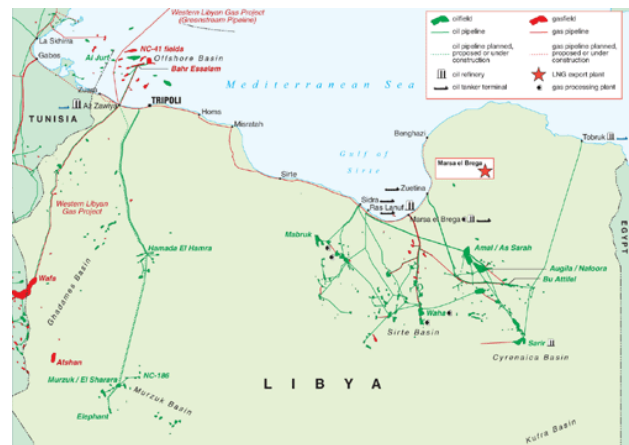 Western Libyan
Gas Project
(Greenstream Pipeline)
La Skhirra
Gabes
Al Jurf
NC-41 fields
Offshore Basin
Bahr Essalam
Zuwa
Az Zawiya
TRIPOLI
Homs
Misratah
TUNISIA
Mediterranean Sea
oilfield
oil pipeline
oil pipeline planned,
proposed or under
construction
oil refinery
oil tanker terminal
gasfield
gas pipeline
gas pipeline planned,
proposed or under
construction
LNG export plant
gas processing plant
Benghazi
Tobruk
Gulf of
Sirte
Marsa el Brega
Sirte
Zuetina
Sidra
Ras Lanuf
Marsa el Brega
Western Libyan
Gas Project
Hamada El Hamra
Mabruk
Amal / As Sarah
EGYPT
Augila / Nafoora
Bu Attifel
Wafa
Ghadames Basin
Waha
Sirte Basin
Sarir
Cyrenaica Basin
Atshan
NC-186
Murzuk / El Sharara
Murzuq Basin
Elephant
LIBYA
Kufra Basin